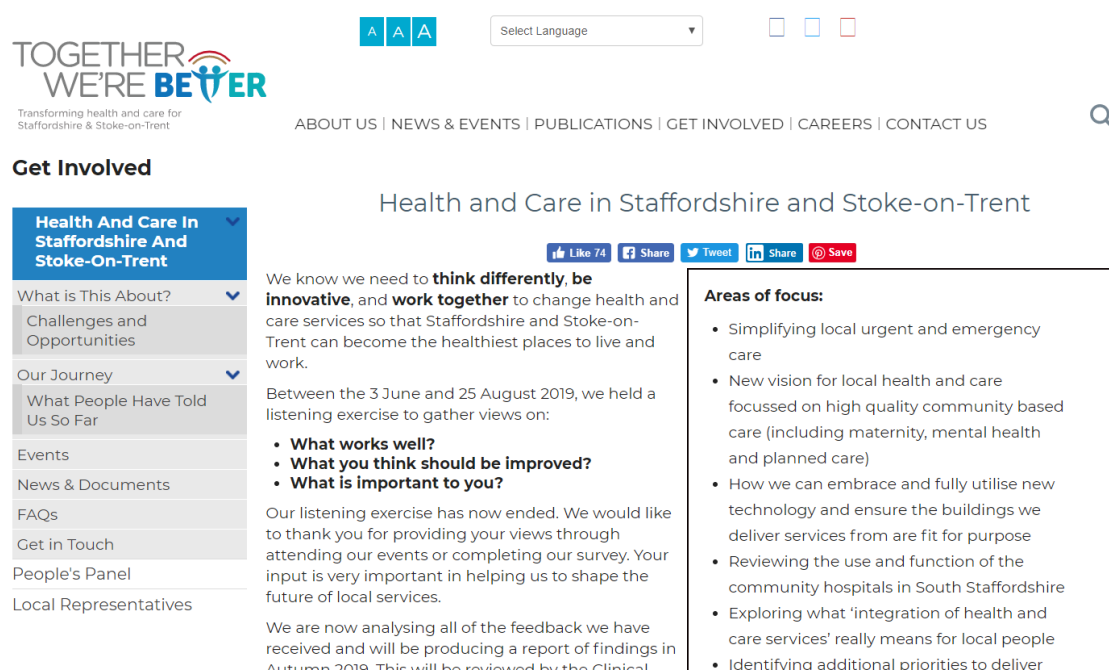 A A A
Select Language
TOGETHER
WE'RE BETTER
Transforming health and care for
Staffordshire & Stoke-on-Trent
ABOUT US | NEWS & EVENTS | PUBLICATIONS | GET INVOLVED | CAREERS | CONTACT US
Get Involved
Health And Care In
Staffordshire And
Stoke-On-Trent
What is This About?
Challenges and
Opportunities
Our Journey
What People Have Told
Us So Far
Events
News & Documents
FAQs
Get in Touch
People's Panel
Local Representatives
Health and Care in Staffordshire and Stoke-on-Trent
Like 74 Share Tweet Share Save
We know we need to think differently, be
innovative, and work together to change health and
care services so that Staffordshire and Stoke-on-
Trent can become the healthiest places to live and
work.
Between the 3 June and 25 August 2019, we held a
listening exercise to gather views on:
• What works well?
• What you think should be improved?
• What is important to you?
Our listening exercise has now ended. We would like
to thank you for providing your views through
attending our events or completing our survey. Your
input is very important in helping us to shape the
future of local services.
We are now analysing all of the feedback we have
received and will be producing a report of findings in
Autumn 2019. This will be reviewed by the Clinical
Areas of focus:
• Simplifying local urgent and emergency
care
• New vision for local health and care
focussed on high quality community based
care (including maternity, mental health
and planned care)
• How we can embrace and fully utilise new
technology and ensure the buildings we
deliver services from are fit for purpose
• Reviewing the use and function of the
community hospitals in South Staffordshire
• Exploring what ‘integration of health and
care services’ really means for local people
• Identifying additional priorities to deliver